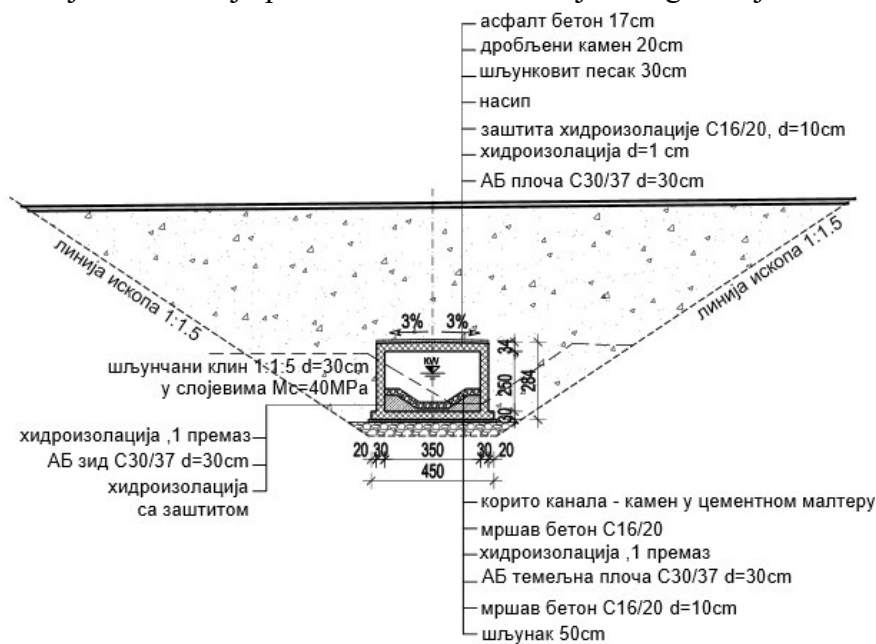 асфалт бетон 17cm
дробљени камен 20cm
шљунковит песак 30cm
насип
заштита хидроизолације C16/20, d=10cm
хидроизолација d=1 cm
АБ плоча C30/37 d=30cm
линија ископа 1:1.5
линија ископа 1:1.5
3% 3%
KW
34
260
30
284
шљунчани клин 1:1:5 d=30cm
у слојевима Mc=40MPa
хидроизолација ,1 премаз
АБ зид C30/37 d=30cm
хидроизолација
са заштитом
20 30 350 30 20
450
корито канала - камен у цементном малтеру
мршав бетон C16/20
хидроизолација ,1 премаз
АБ темељна плоча C30/37 d=30cm
мршав бетон C16/20 d=10cm
шљунак 50cm